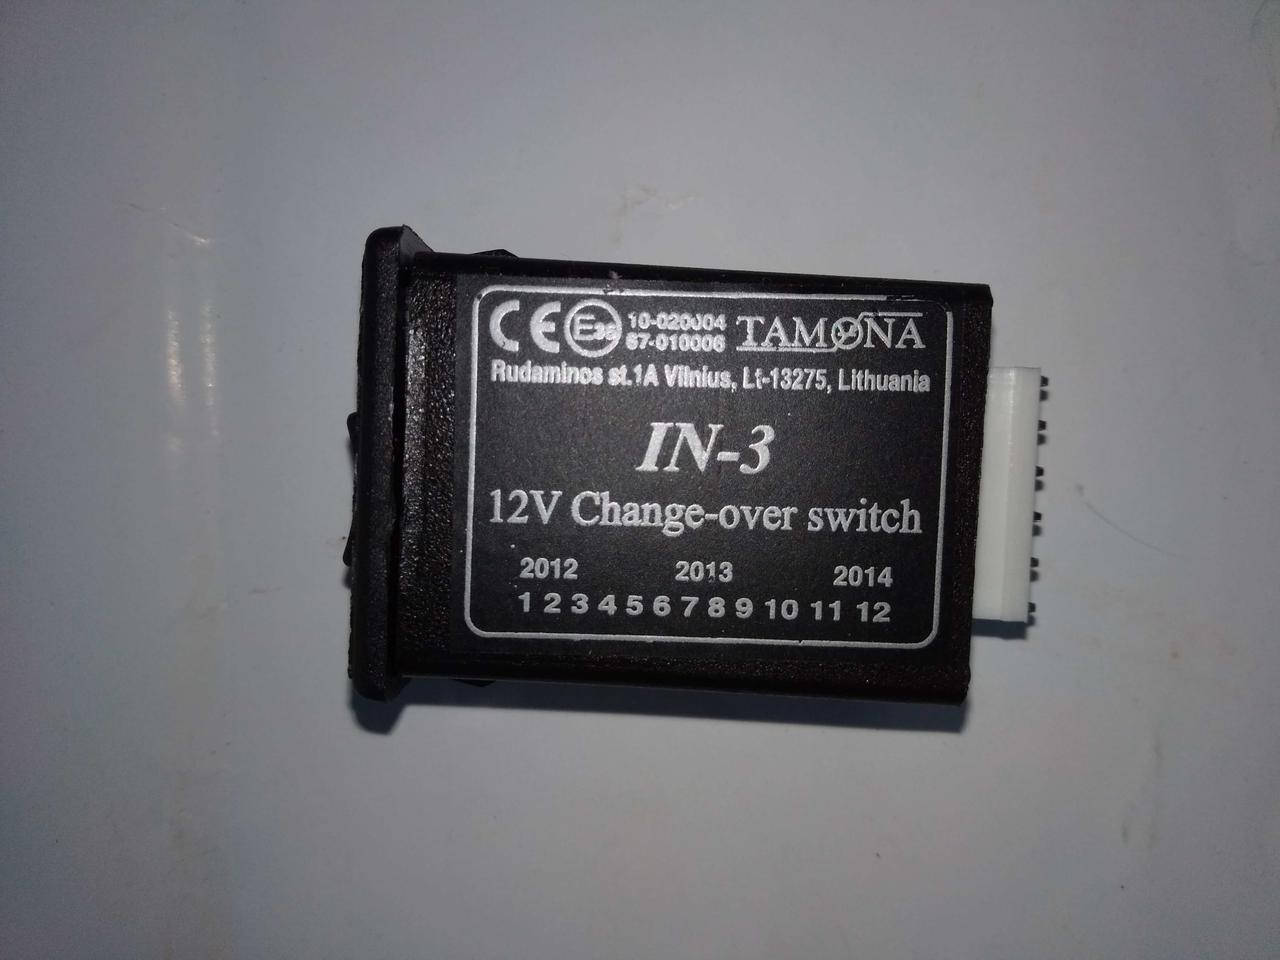 CE E36 10-020004 TAMONA
67-010006
Rudaminos st.1A Vilnius, Lt-13275, Lithuania
IN-3
12V Change-over switch
2012 2013 2014
1 2 3 4 5 6 7 8 9 10 11 12